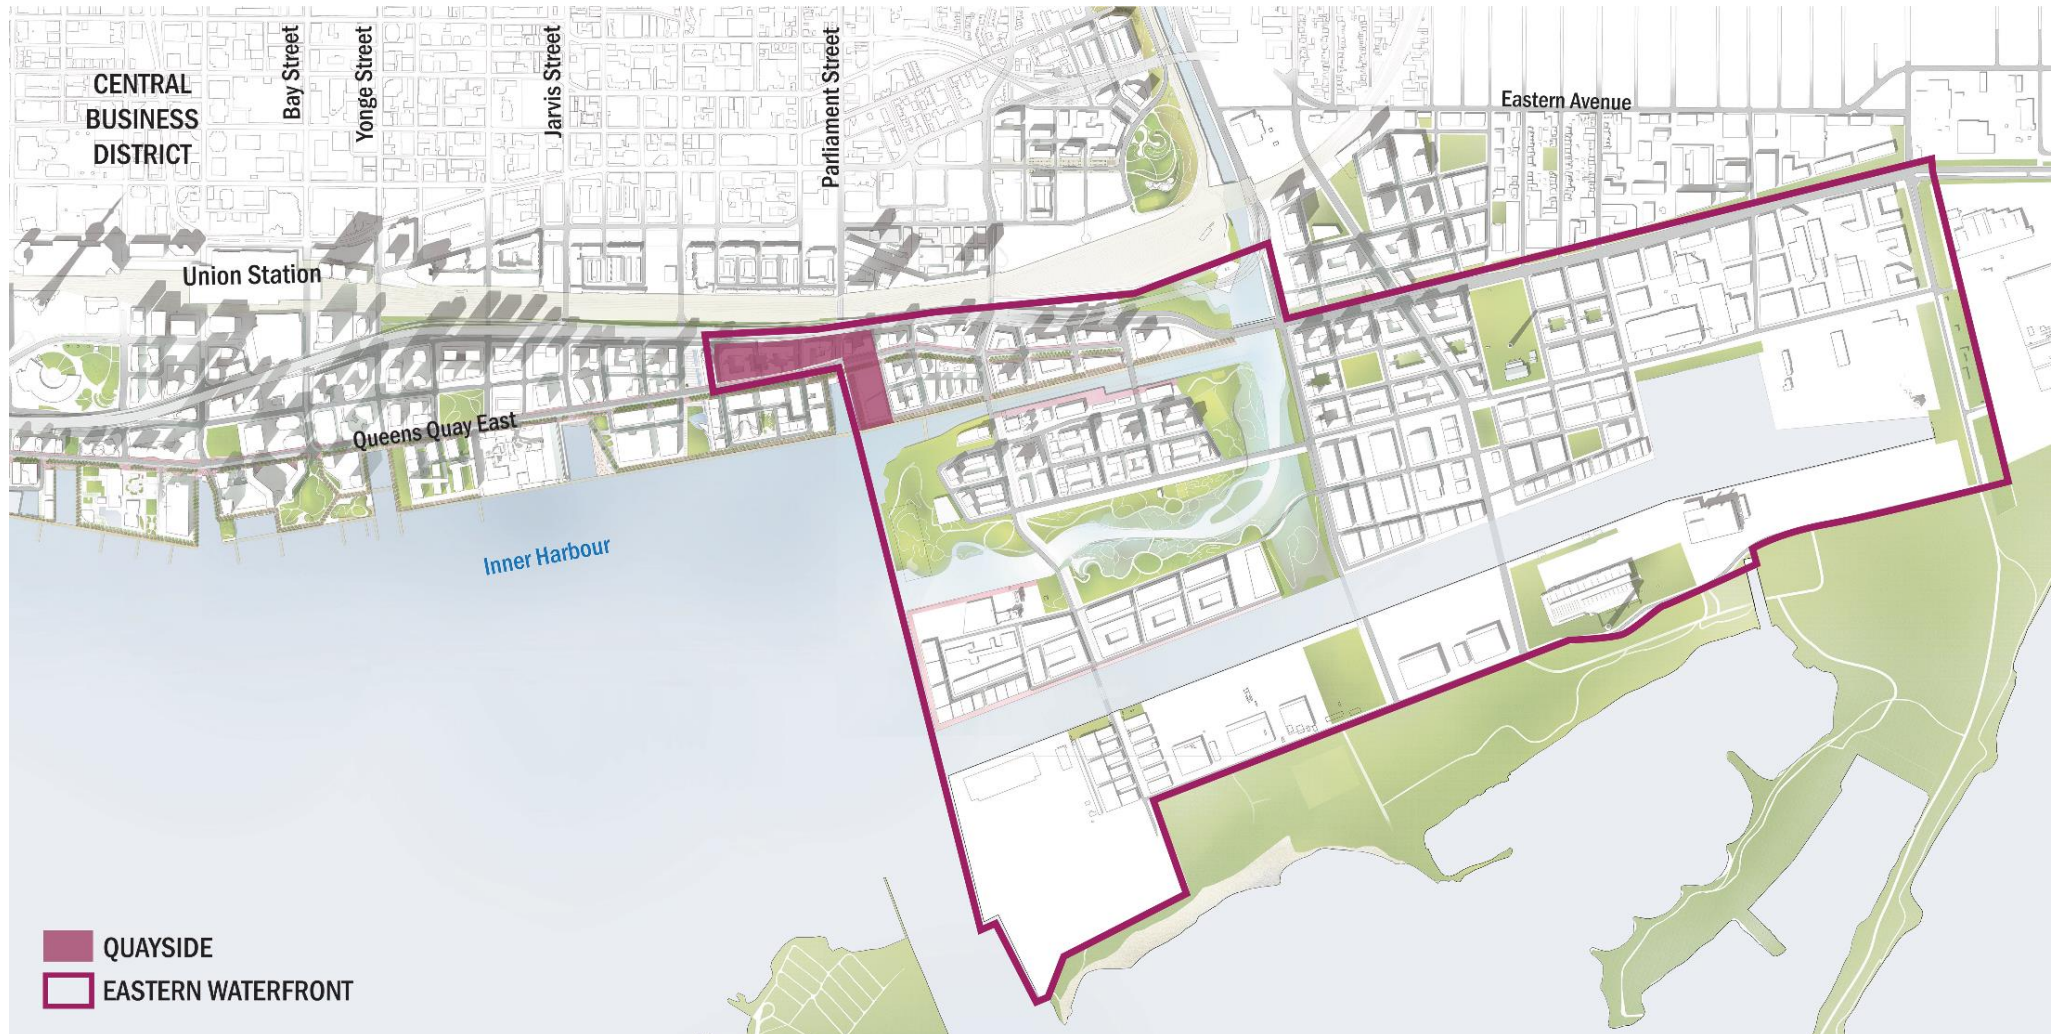 CENTRAL
BUSINESS
DISTRICT
Bay Street
Yonge Street
Jarvis Street
Parliament Street
Eastern Avenue
Union Station
Queens Quay East
Inner Harbour
QUAYSIDE
EASTERN WATERFRONT